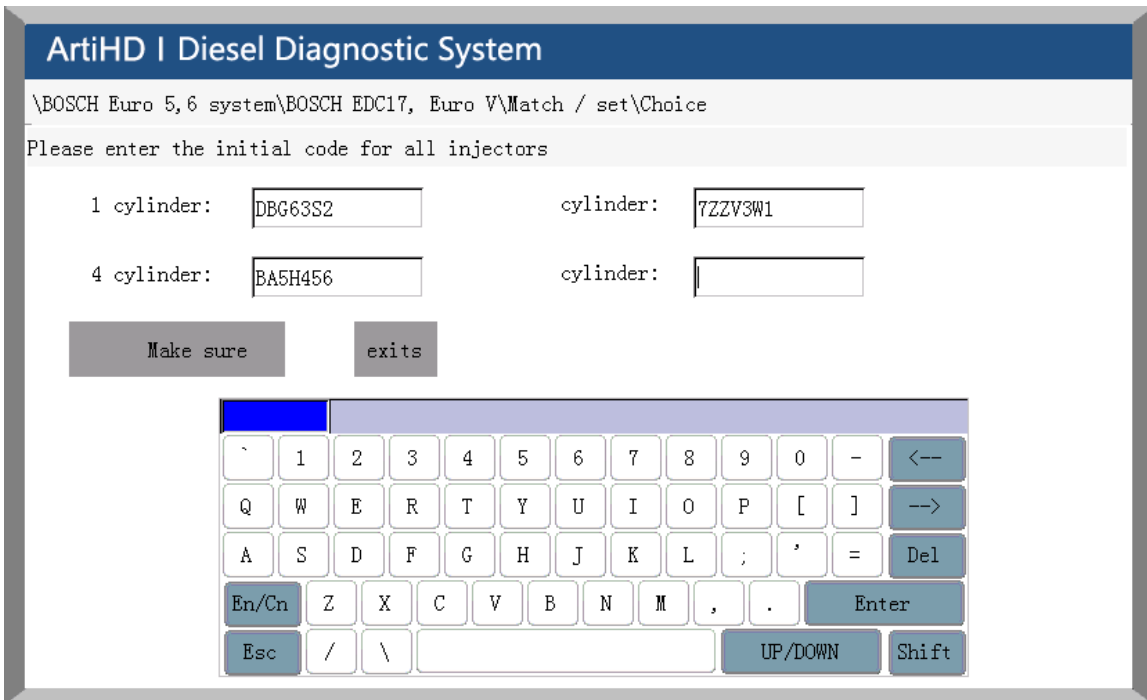 ArtiHD | Diesel Diagnostic System
\BOSCH Euro 5,6 system\BOSCH EDC17, Euro V\Match / set\Choice
Please enter the initial code for all injectors
1 cylinder: DBG63S2 cylinder: 7ZZV3W1
4 cylinder: BA5H456 cylinder:
Make sure exits
` 1 2 3 4 5 6 7 8 9 0 - <--
Q W E R T Y U I O P [ ] -->
A S D F G H J K L ; ' = Del
En/Cn Z X C V B N M , . Enter
Esc / \ UP/DOWN Shift